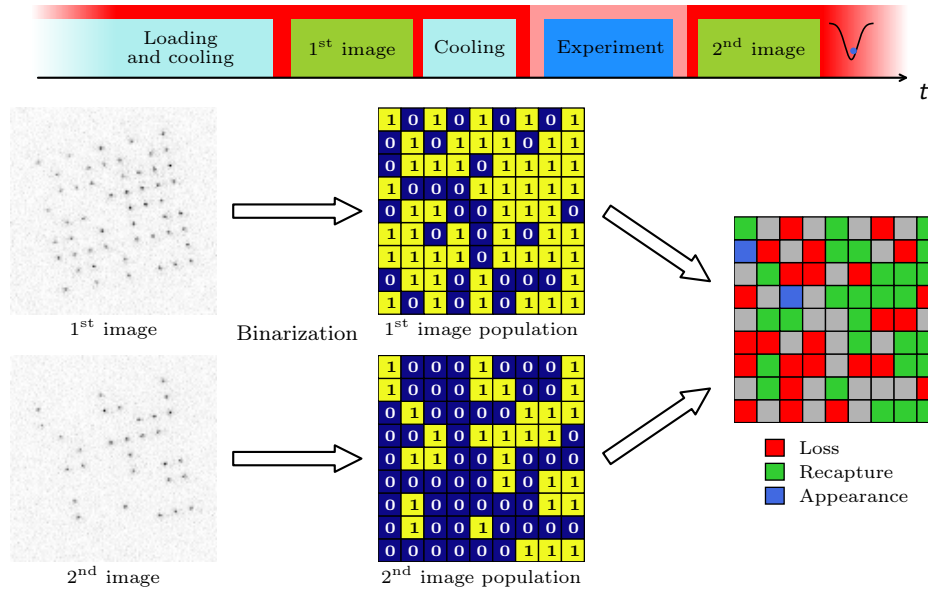 Loading
and cooling
1st image
Cooling
Experiment
2nd image
t
1 0 1 0 1 0 1 0 1
0 1 0 1 1 1 0 1 1
0 1 1 1 0 1 1 1 1
1 0 0 0 1 1 1 1 1
0 1 1 0 0 1 1 1 0
1 1 0 1 0 1 0 1 1
1 1 1 1 0 1 1 1 1
0 1 1 0 1 0 0 0 1
1 0 1 0 1 0 1 1 1
1st image
Binarization
1st image population
1 0 0 0 1 0 0 0 1
1 0 0 0 1 1 0 0 1
0 1 0 0 0 0 1 1 1
0 0 1 0 1 1 1 1 0
0 1 1 0 0 1 0 0 0
0 0 0 0 0 1 0 1 1
0 1 0 0 0 0 0 1 1
0 1 0 0 1 0 0 0 0
0 0 0 0 0 0 1 1 1
Loss
Recapture
Appearance
2nd image
2nd image population